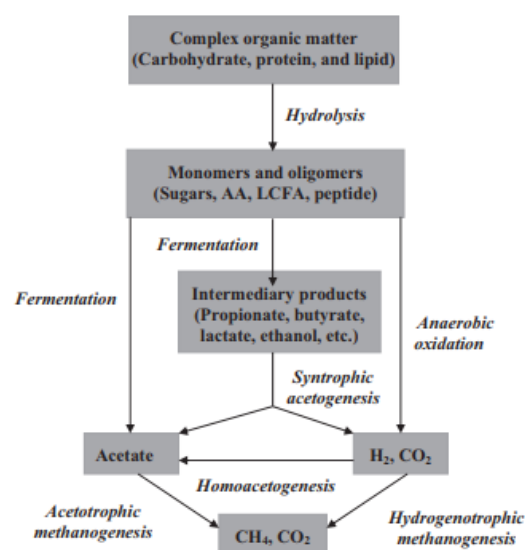 Complex organic matter
(Carbohydrate, protein, and lipid)
Hydrolysis
Monomers and oligomers
(Sugars, AA, LCFA, peptide)
Fermentation
Fermentation
Intermediary products
(Propionate, butyrate,
lactate, ethanol, etc.)
Anaerobic
oxidation
Syntrophic
acetogenesis
Acetate
H₂, CO₂
Homoacetogenesis
Acetotrophic
methanogenesis
Hydrogenotrophic
methanogenesis
CH₄, CO₂